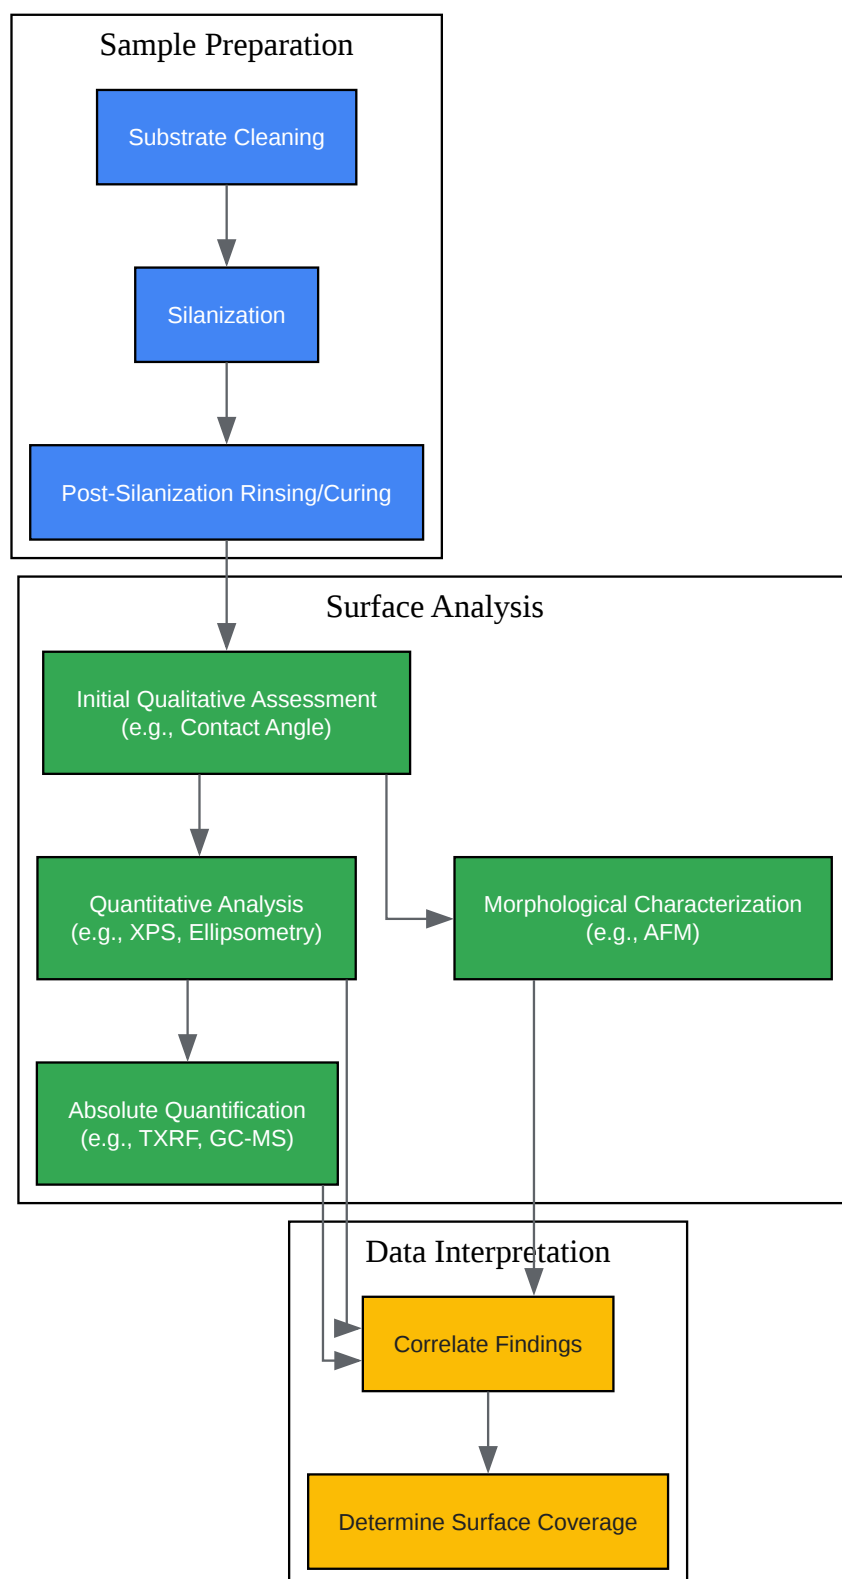 Sample Preparation
Substrate Cleaning
Silanization
Post-Silanization Rinsing/Curing
Surface Analysis
Initial Qualitative Assessment
(e.g., Contact Angle)
Quantitative Analysis
(e.g., XPS, Ellipsometry)
Morphological Characterization
(e.g., AFM)
Absolute Quantification
(e.g., TXRF, GC-MS)
Data Interpretation
Correlate Findings
Determine Surface Coverage